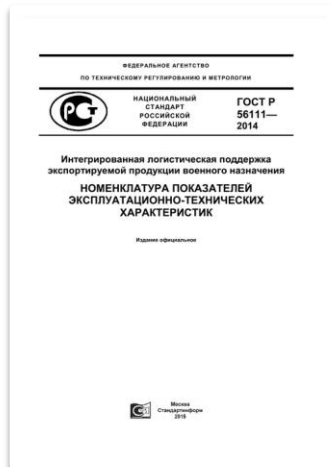 ФЕДЕРАЛЬНОЕ АГЕНТСТВО
ПО ТЕХНИЧЕСКОМУ РЕГУЛИРОВАНИЮ И МЕТРОЛОГИИ
НАЦИОНАЛЬНЫЙ
СТАНДАРТ
РОССИЙСКОЙ
ФЕДЕРАЦИИ
ГОСТ Р
56111—
2014
Интегрированная логистическая поддержка
экспортируемой продукции военного назначения
НОМЕНКЛАТУРА ПОКАЗАТЕЛЕЙ
ЭКСПЛУАТАЦИОННО-ТЕХНИЧЕСКИХ
ХАРАКТЕРИСТИК
Издание официальное
Москва
Стандартинформ
2015